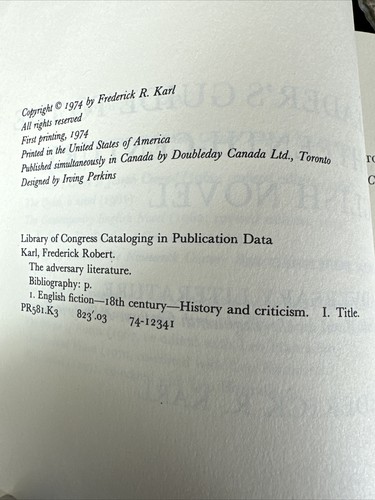 Copyright © 1974 by Frederick R. Karl
All rights reserved
First printing, 1974
Printed in the United States of America
Published simultaneously in Canada by Doubleday Canada Ltd., Toronto
Designed by Irving Perkins
Library of Congress Cataloging in Publication Data
Karl, Frederick Robert.
The adversary literature.
Bibliography: p.
1. English fiction—18th century—History and criticism. I. Title.
PR581.K3 823'.03 74-12341